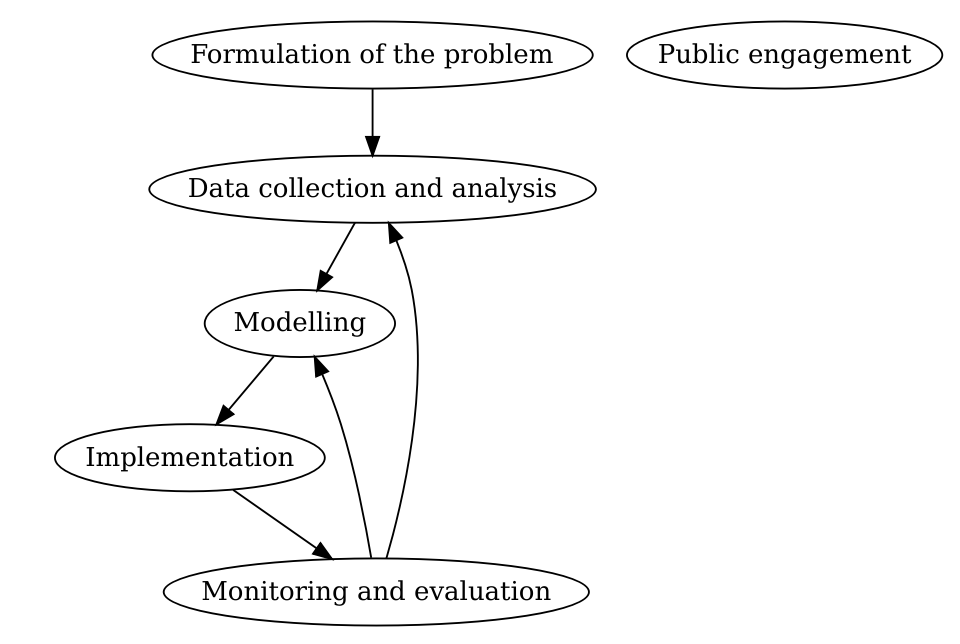 Formulation of the problem
Public engagement
Data collection and analysis
Modelling
Implementation
Monitoring and evaluation